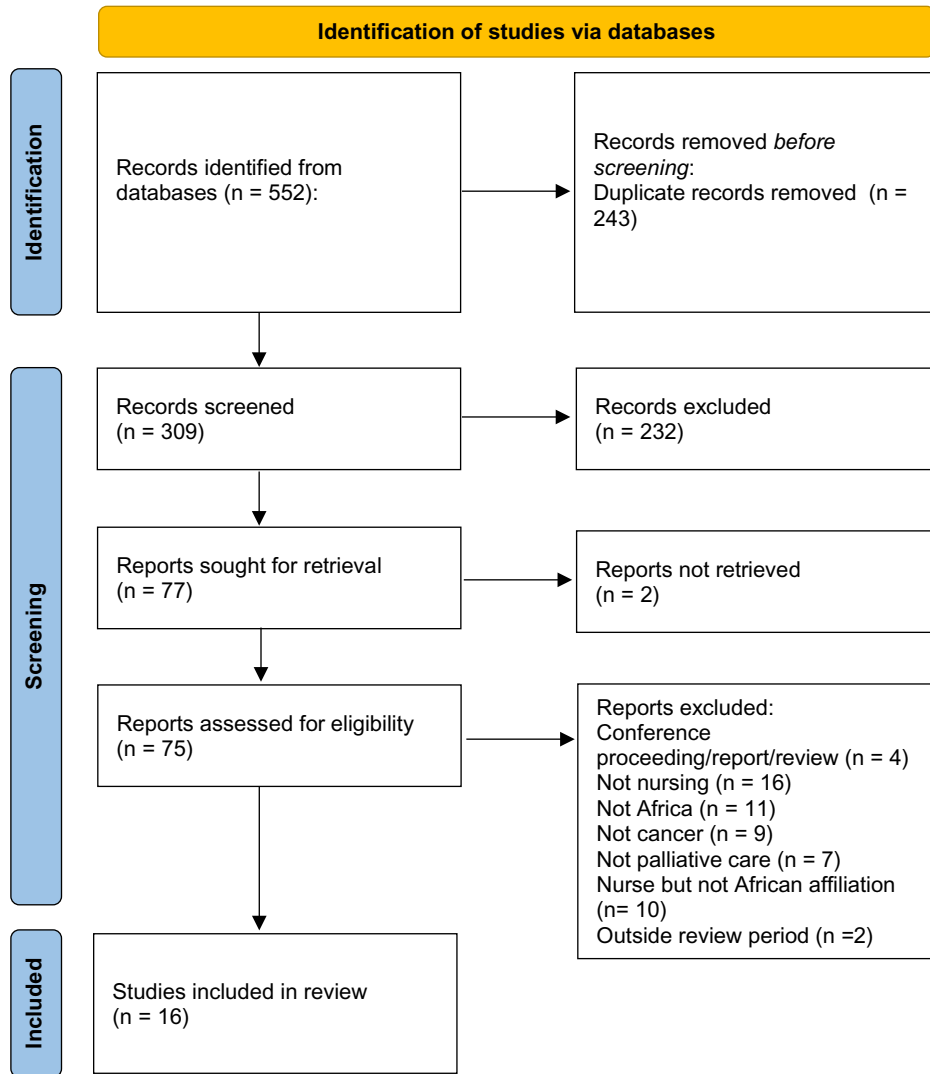 Identification of studies via databases
Identification
Records identified from
databases (n = 552):
Records removed before
screening:
Duplicate records removed (n =
243)
Screening
Records screened
(n = 309)
Records excluded
(n = 232)
Reports sought for retrieval
(n = 77)
Reports not retrieved
(n = 2)
Reports assessed for eligibility
(n = 75)
Reports excluded:
Conference
proceeding/report/review (n = 4)
Not nursing (n = 16)
Not Africa (n = 11)
Not cancer (n = 9)
Not palliative care (n = 7)
Nurse but not African affiliation
(n= 10)
Outside review period (n =2)
Included
Studies included in review
(n = 16)